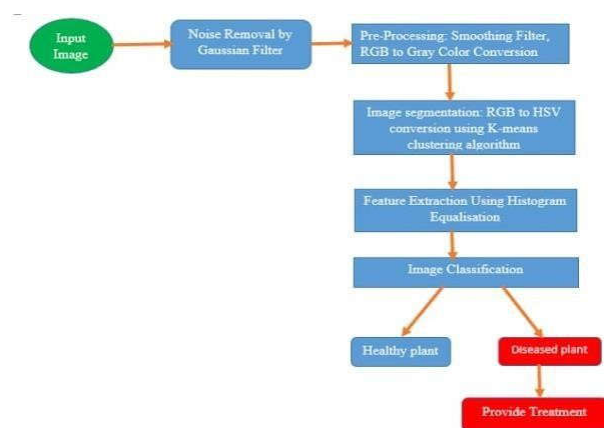 Input
Image
Noise Removal by
Gaussian Filter
Pre-Processing: Smoothing Filter,
RGB to Gray Color Conversion
Image segmentation: RGB to HSV
conversion using K-means
clustering algorithm
Feature Extraction Using Histogram
Equalisation
Image Classification
Healthy plant
Diseased plant
Provide Treatment